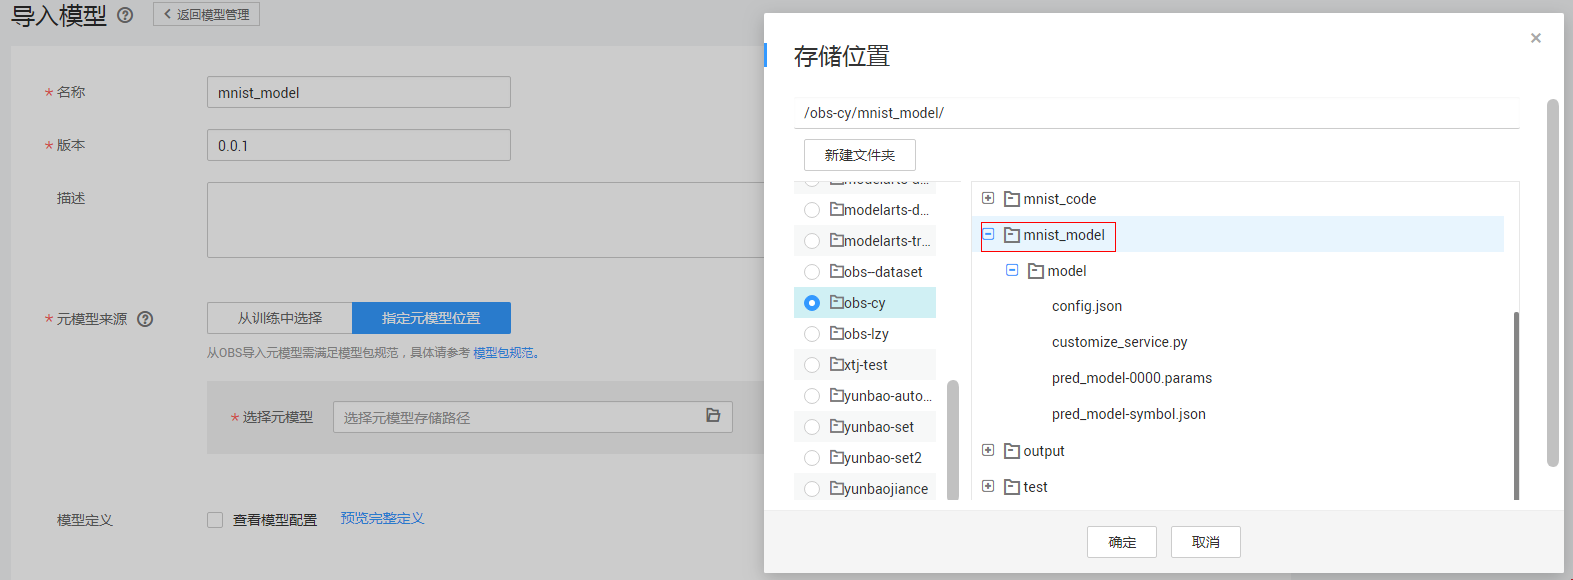 导入模型
返回模型管理
* 名称
mnist_model
* 版本
0.0.1
描述
* 元模型来源
从训练中选择
指定元模型位置
从OBS导入元模型需满足模型包规范，具体请参考 模型包规范。
* 选择元模型
选择元模型存储路径
模型定义
查看模型配置
预览完整定义
存储位置
/obs-cy/mnist_model/
新建文件夹
modelarts-d...
modelarts-d...
modelarts-tr...
obs--dataset
obs-cy
obs-lzy
xtj-test
yunbao-auto...
yunbao-set
yunbao-set2
yunbaojiance
mnist_code
mnist_model
model
config.json
customize_service.py
pred_model-0000.params
pred_model-symbol.json
output
test
确定
取消